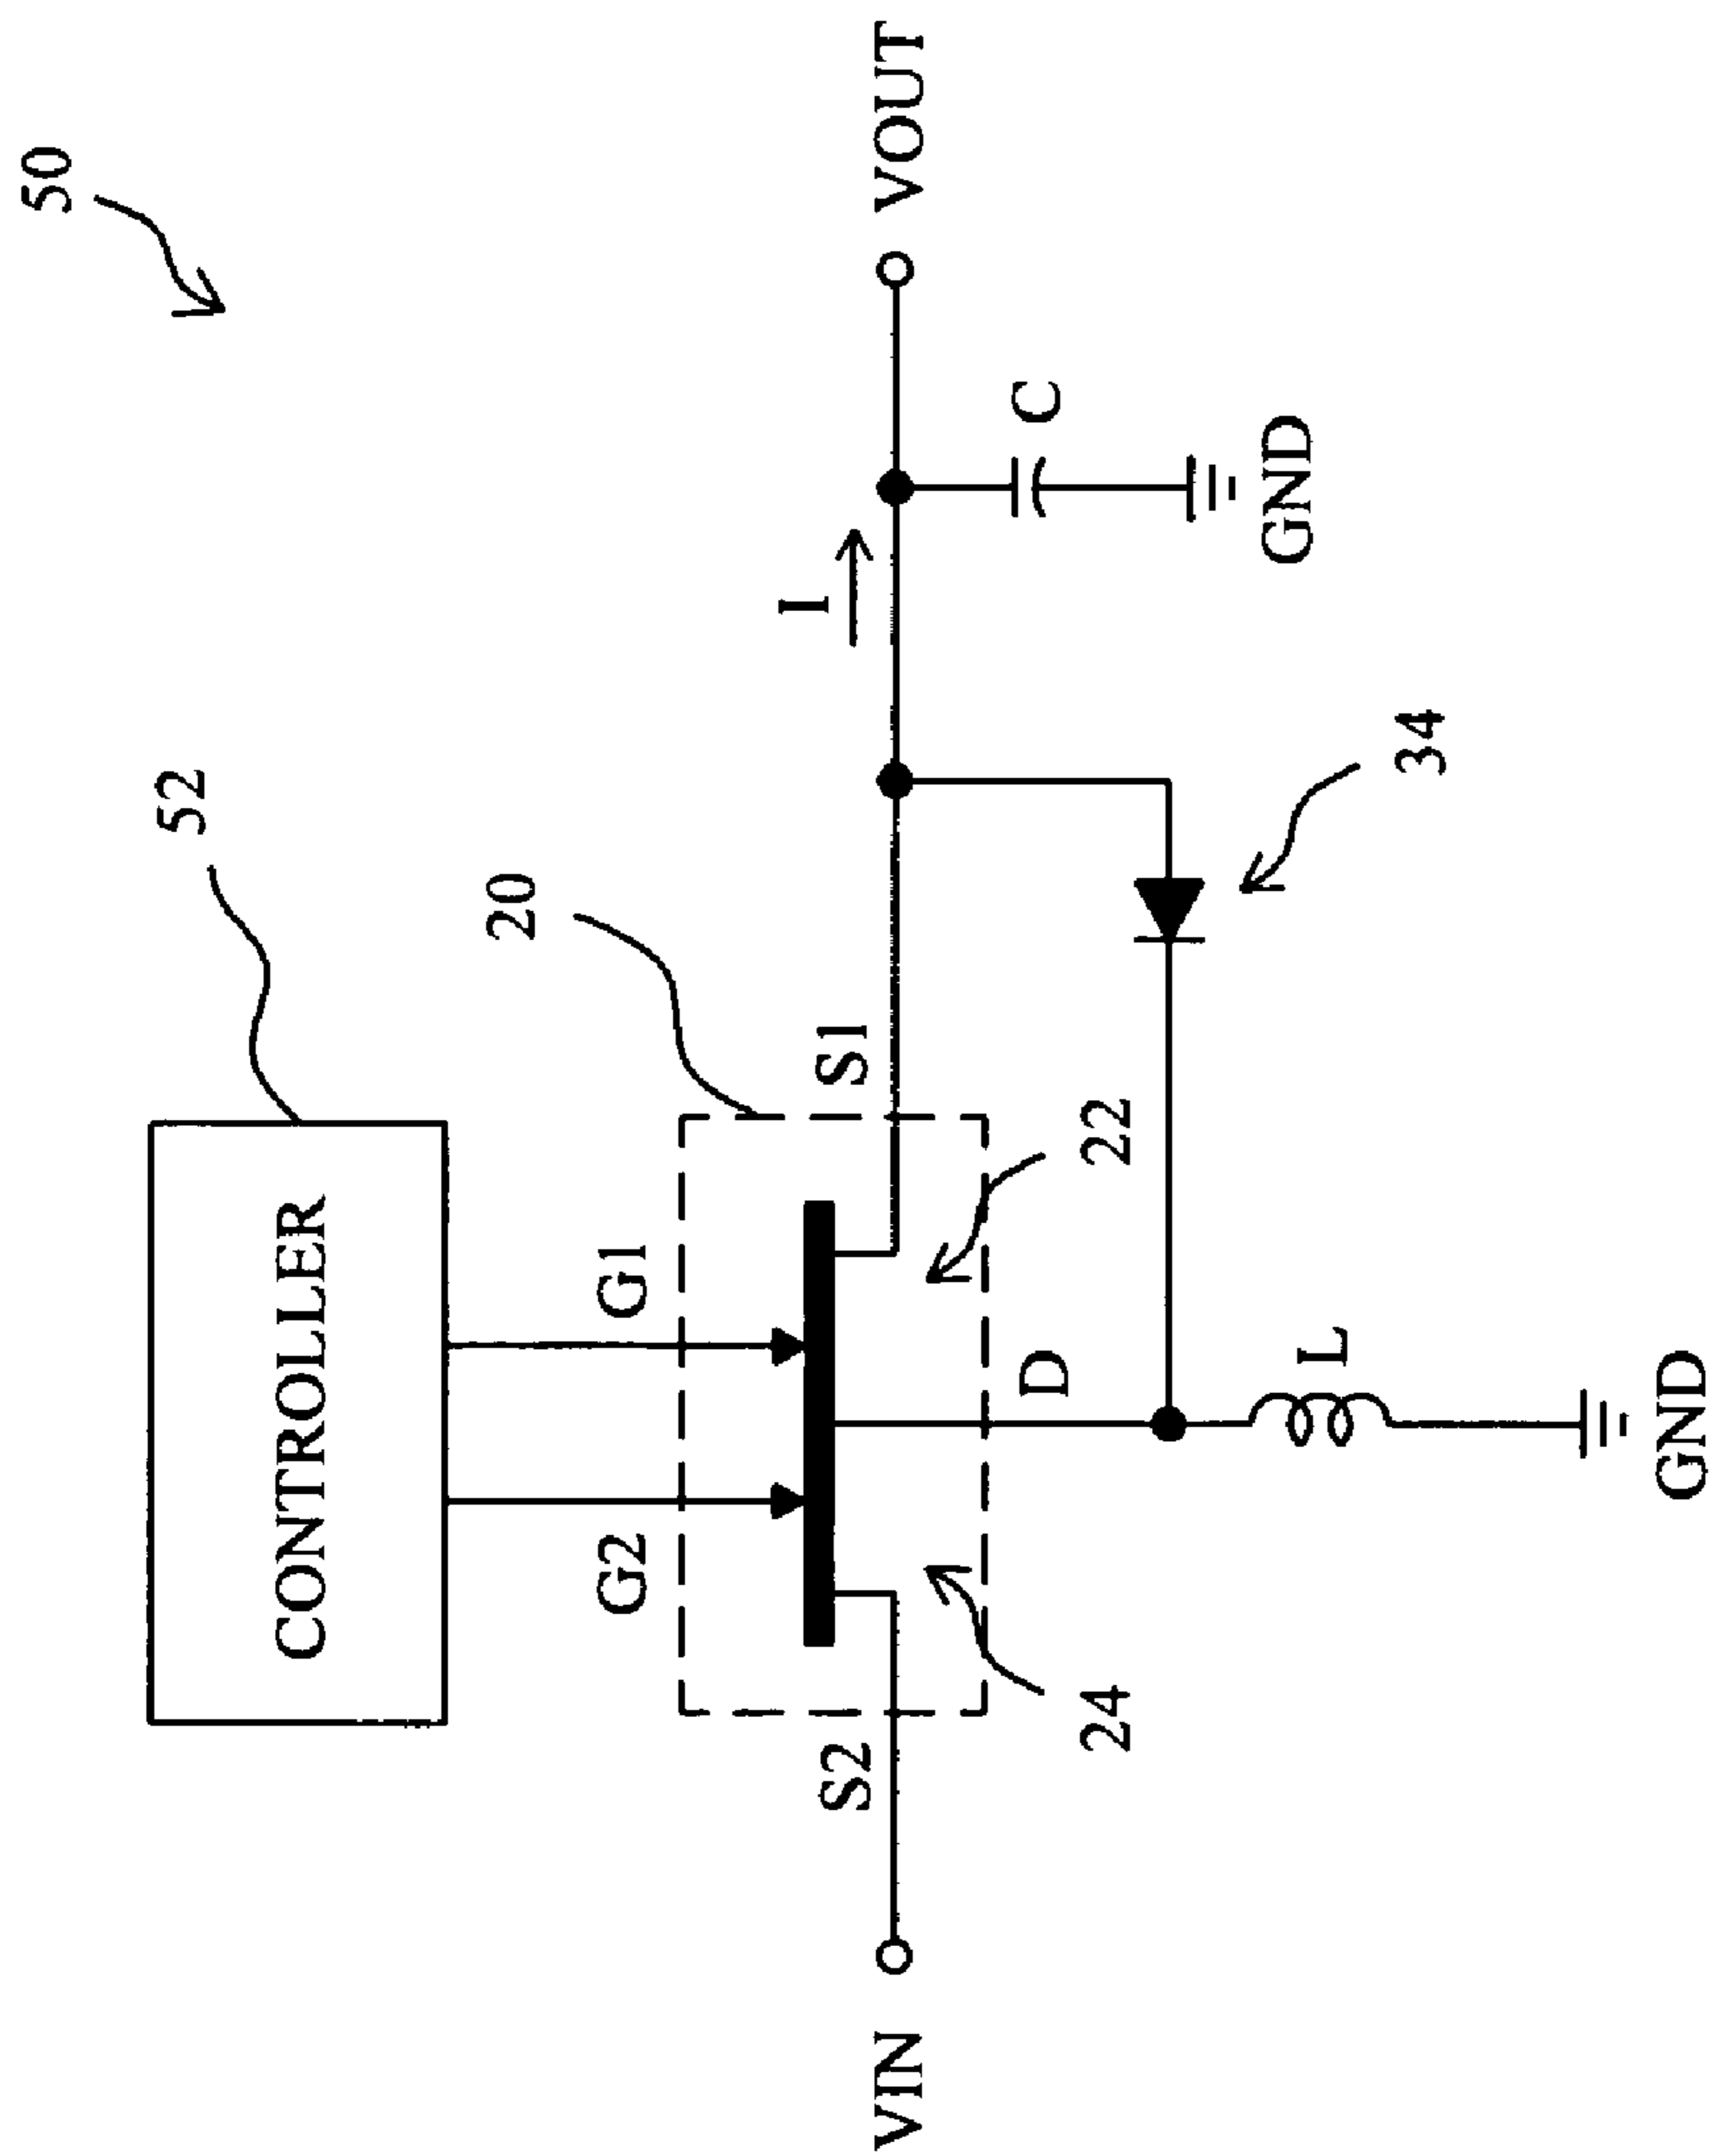 50
52
CONTROLLER
20
G2
G1
I
VIN
S2
S1
VOUT
D
C
24
22
GND
L
34
GND